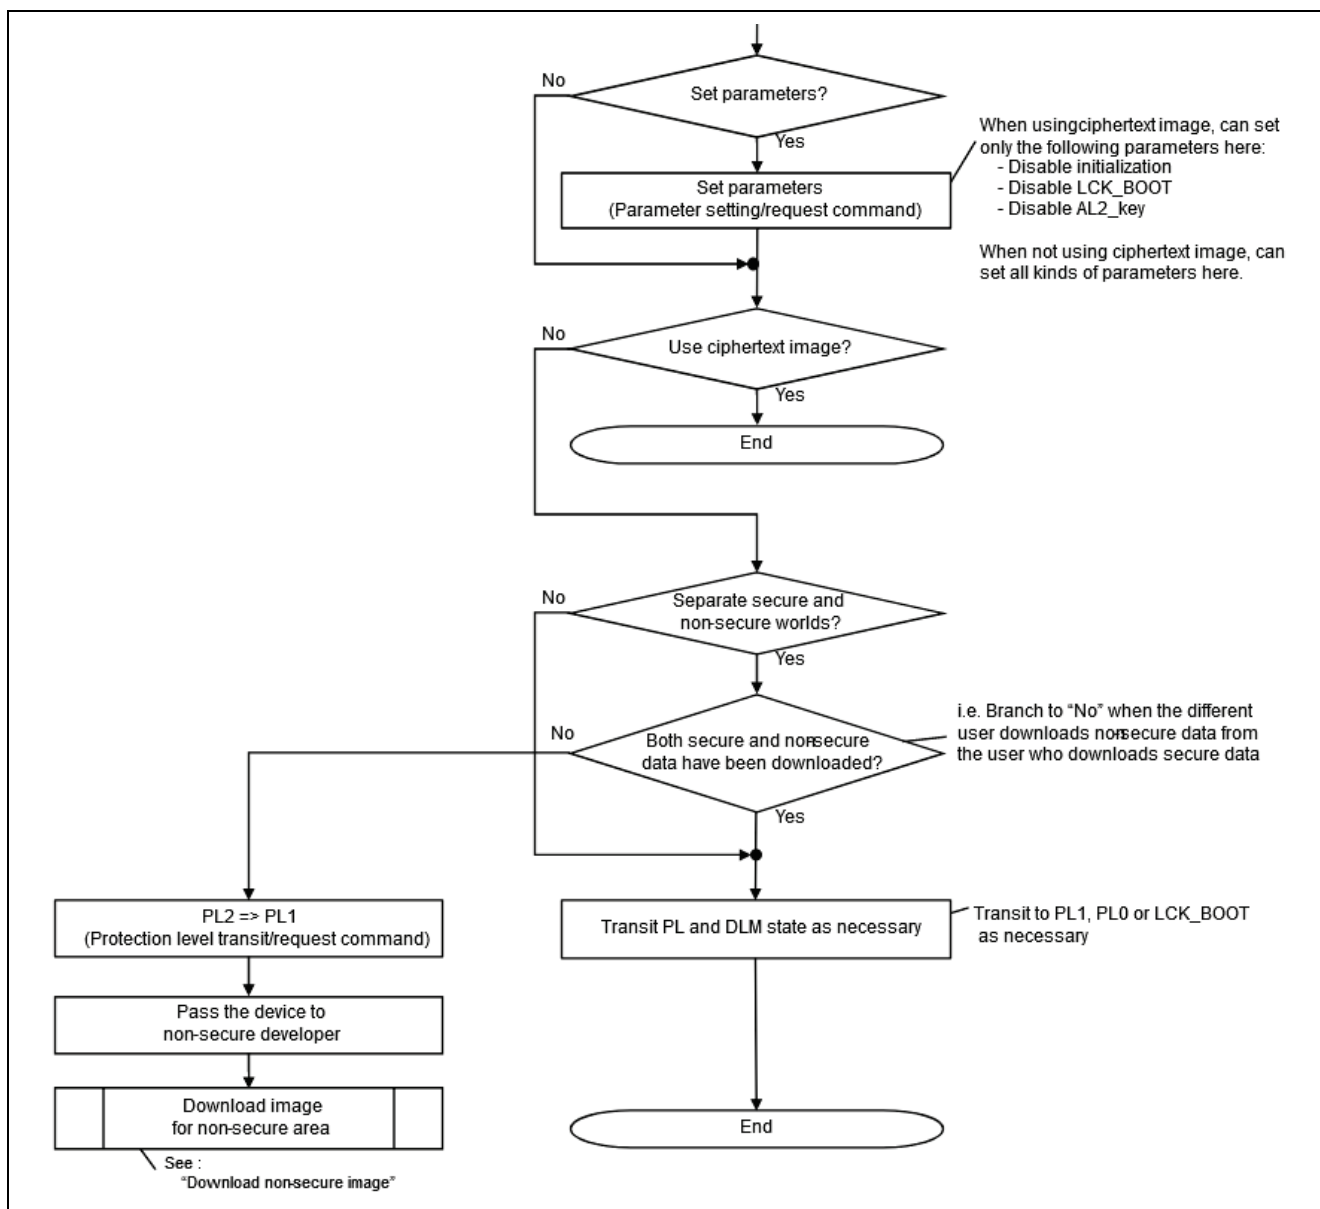 No
Set parameters?
Yes
When usingciphertext image, can set
only the following parameters here:
- Disable initialization
- Disable LCK_BOOT
- Disable AL2_key
Set parameters
(Parameter setting/request command)
When not using ciphertext image, can
set all kinds of parameters here.
No
Use ciphertext image?
Yes
End
No
Separate secure and
non-secure worlds?
Yes
No
Both secure and non-secure
data have been downloaded?
Yes
i.e. Branch to “No” when the different
user downloads non-secure data from
the user who downloads secure data
PL2 => PL1
(Protection level transit/request command)
Transit PL and DLM state as necessary
Transit to PL1, PL0 or LCK_BOOT
as necessary
Pass the device to
non-secure developer
Download image
for non-secure area
End
See :
“Download non-secure image”